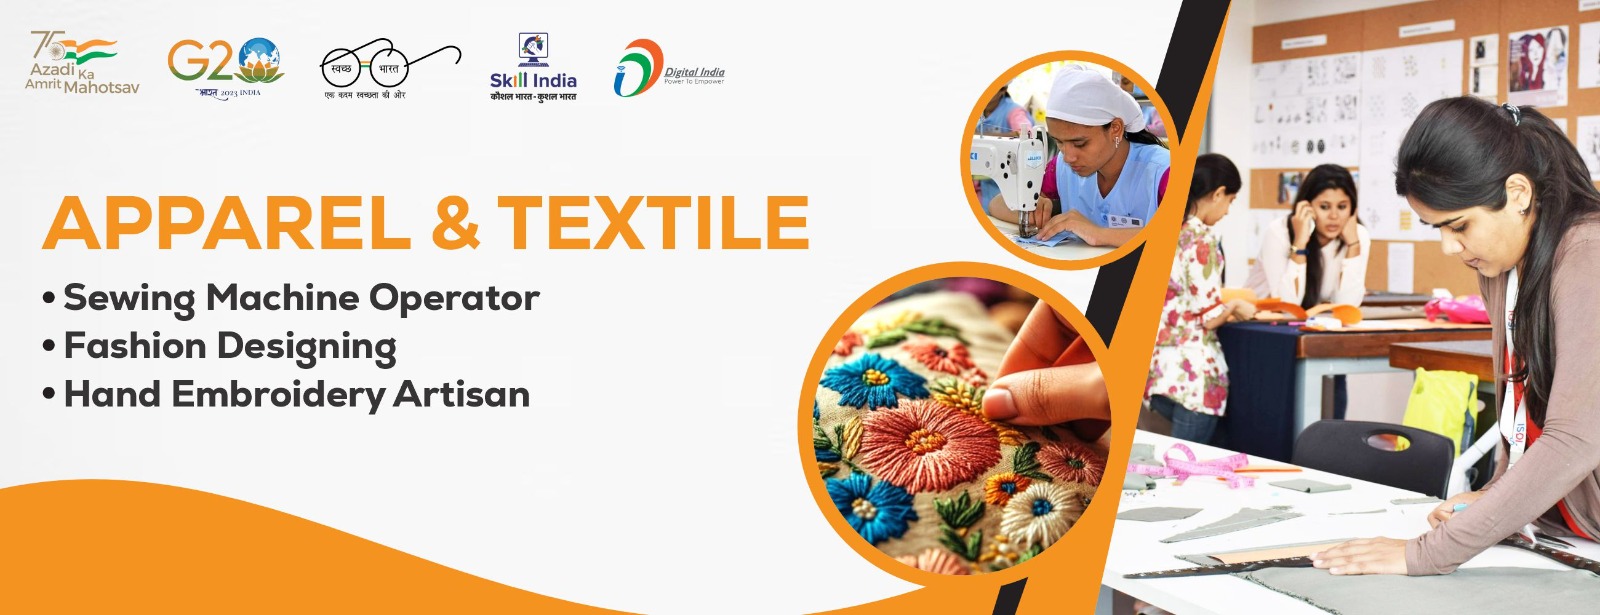 75
Azadi Ka
Amrit Mahotsav
G20
भारत 2023 INDIA
स्वच्छ भारत
एक कदम स्वच्छता की ओर
Skill India
कौशल भारत - कुशल भारत
Digital India
Power To Empower
APPAREL & TEXTILE
• Sewing Machine Operator
• Fashion Designing
• Hand Embroidery Artisan
JUKI